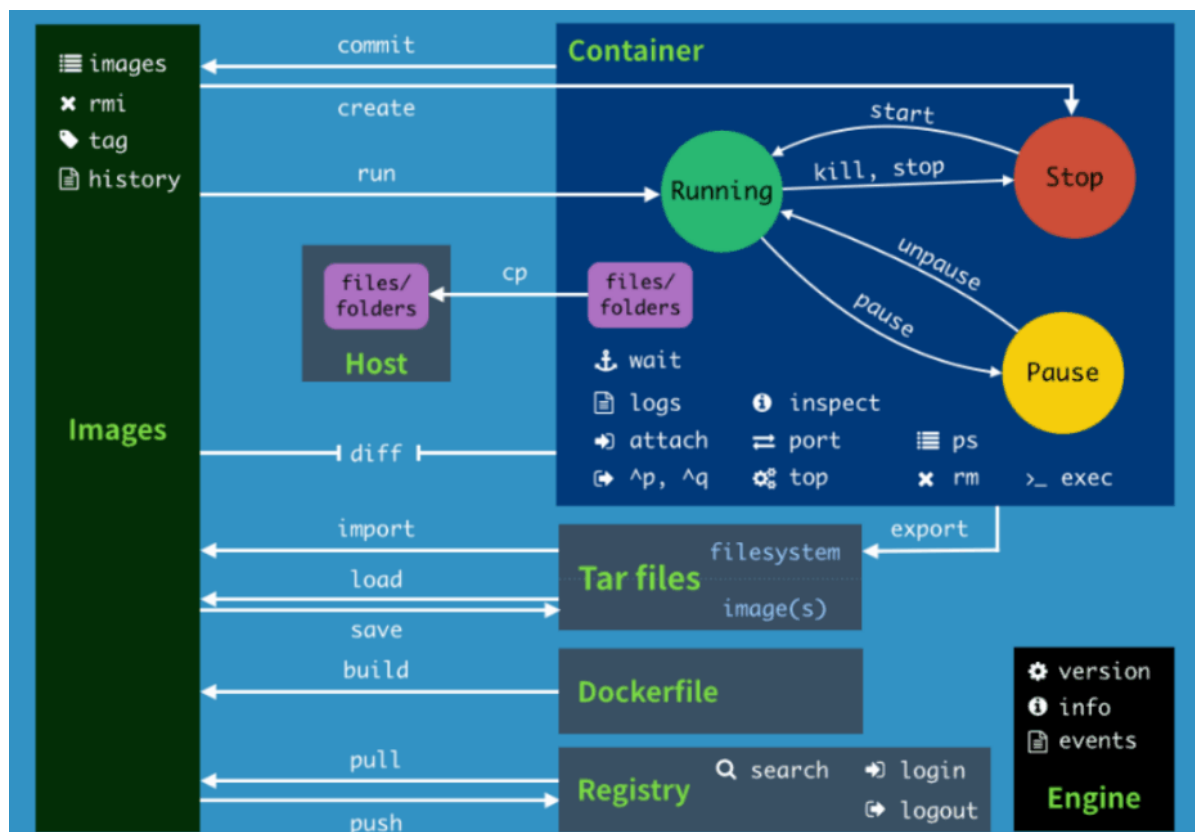 images
rmi
tag
history
Images
commit
create
run
Container
start
kill, stop
Running
Stop
unpause
pause
Pause
files/
folders
Host
cp
files/
folders
wait
logs
inspect
attach
port
ps
^p, ^q
top
rm
>_ exec
diff
import
load
save
export
filesystem
Tar files
image(s)
build
Dockerfile
pull
push
Registry
search
login
logout
version
info
events
Engine